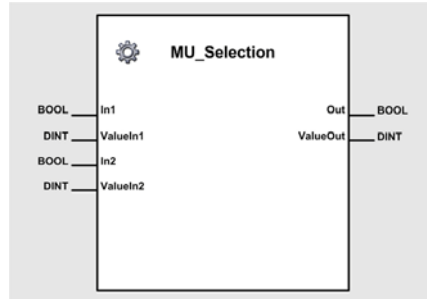 MU_Selection
BOOL In1 Out BOOL
DINT ValueIn1 ValueOut DINT
BOOL In2
DINT ValueIn2